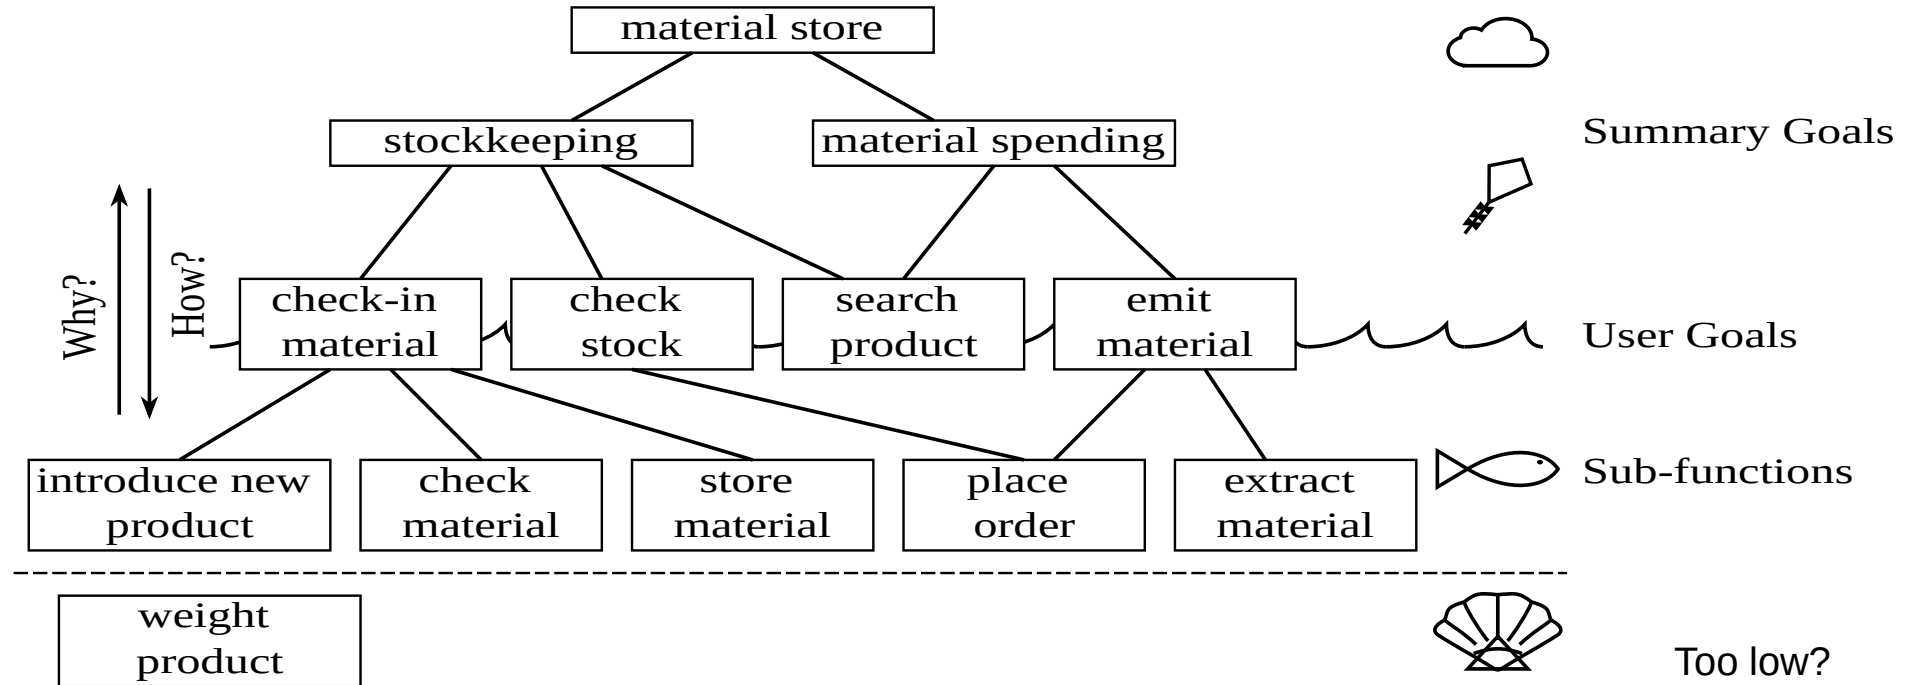 material store
stockkeeping
material spending
Summary Goals
Why?
How?
check-in
material
check
stock
search
product
emit
material
User Goals
introduce new
product
check
material
store
material
place
order
extract
material
Sub-functions
weight
product
Too low?